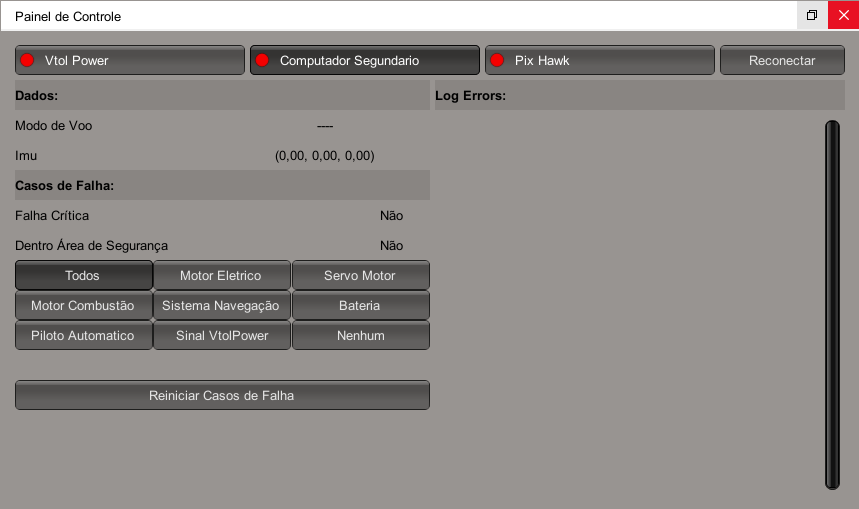 Painel de Controle
Vtol Power
Computador Segundario
Pix Hawk
Reconectar
Dados:
Log Errors:
Modo de Voo ----
Imu (0,00, 0,00, 0,00)
Casos de Falha:
Falha Crítica Não
Dentro Área de Segurança Não
Todos Motor Eletrico Servo Motor
Motor Combustão Sistema Navegação Bateria
Piloto Automatico Sinal VtolPower Nenhum
Reiniciar Casos de Falha